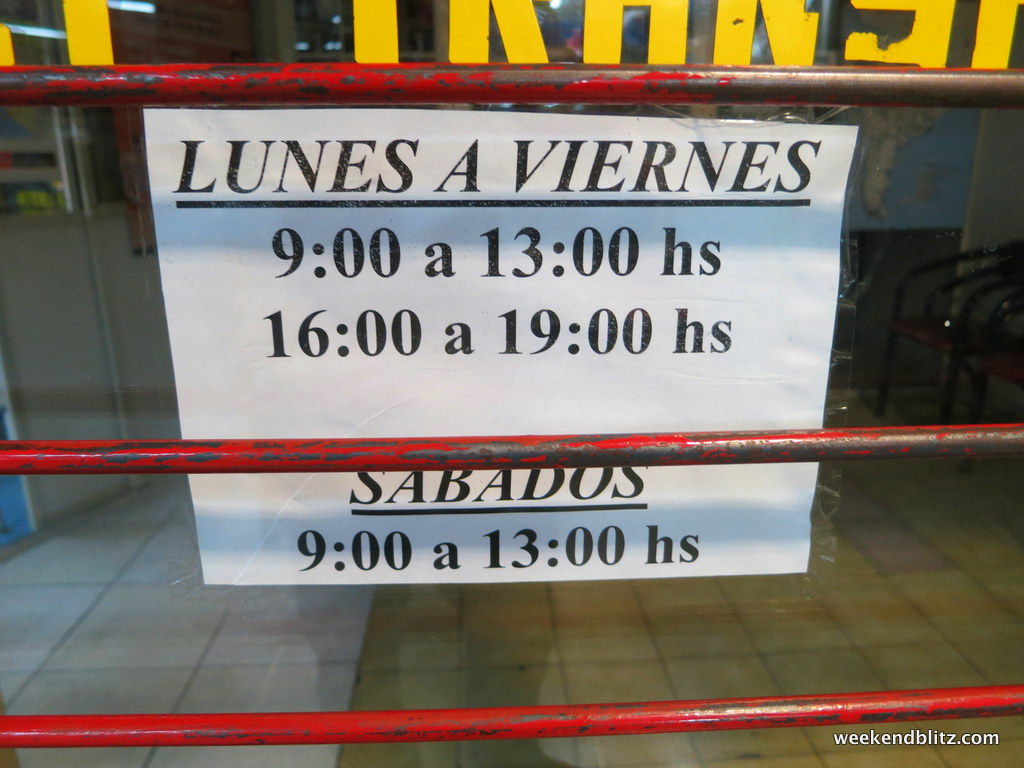 LUNES A VIERNES
9:00 a 13:00 hs
16:00 a 19:00 hs
SABADOS
9:00 a 13:00 hs
weekendblitz.com